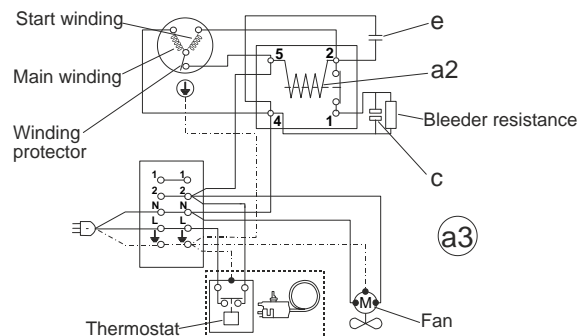 Start winding
e
5
2
a2
Main winding
Winding
protector
4
1
Bleeder resistance
c
1
1
2
2
N
N
L
L
a3
M
Fan
Thermostat